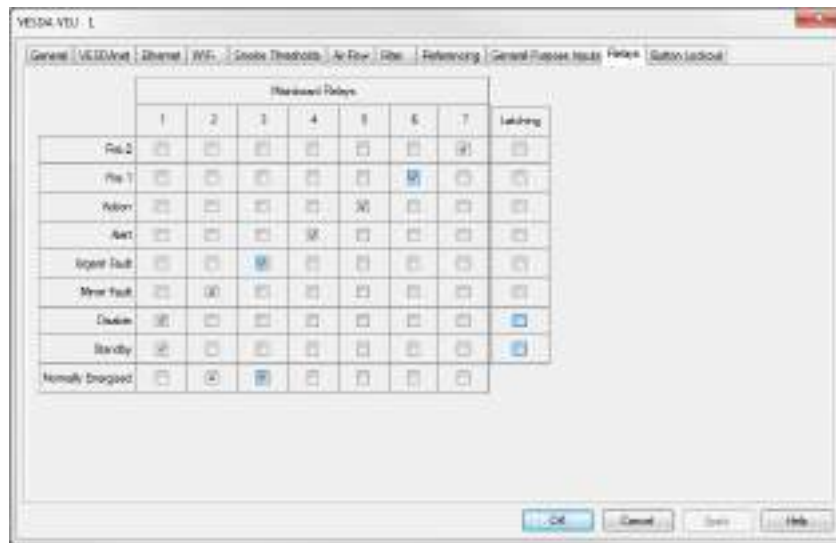 VESDA VEU - 1
General VESDAnet Ethernet WiFi Smoke Thresholds Air Flow Filter Referencing General Purpose Inputs Relays Button Lockout
Mainboard Relays
1 2 3 4 5 6 7 Latching
Fire 2
Fire 1
Action
Alert
Urgent Fault
Minor Fault
Disable
Standby
Normally Energised
OK Cancel Apply Help